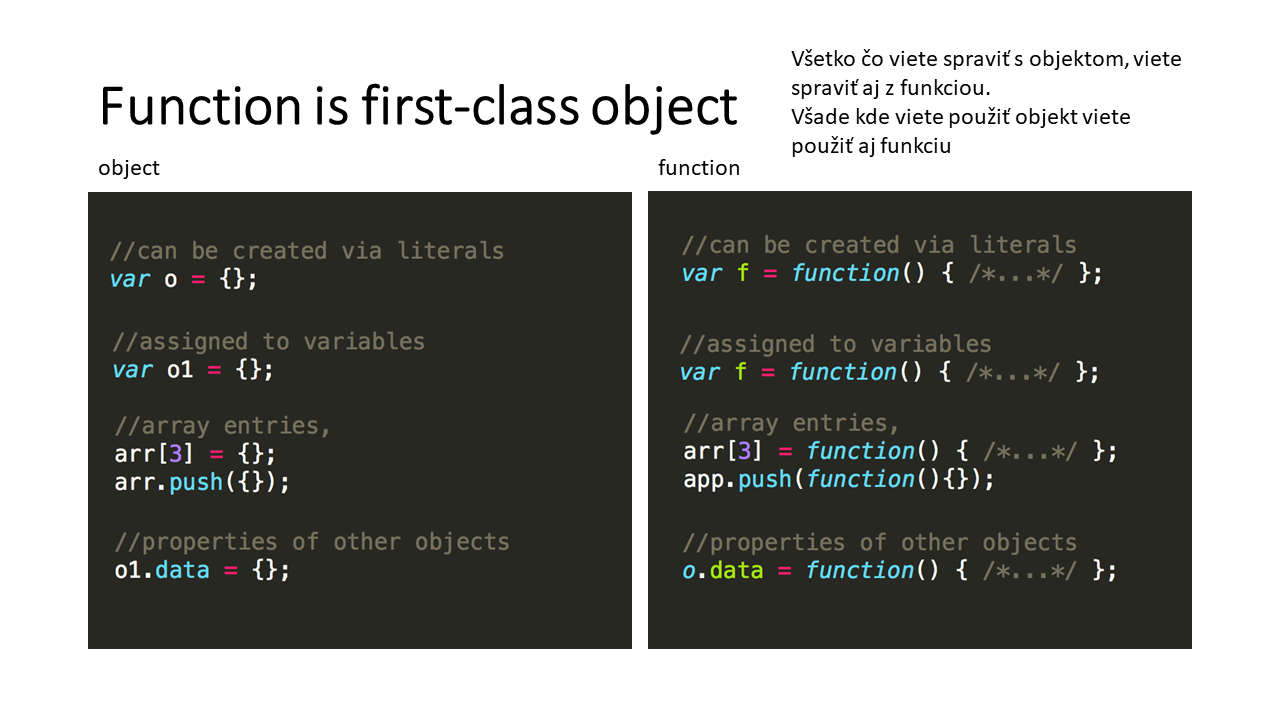 Function is first-class object
Všetko čo viete spraviť s objektom, viete
spraviť aj z funkciou.
Všade kde viete použiť objekt viete
použiť aj funkciu
object
//can be created via literals
var o = {};
//assigned to variables
var o1 = {};
//array entries,
arr[3] = {};
arr.push({});
//properties of other objects
o1.data = {};
function
//can be created via literals
var f = function() { /*...*/ };
//assigned to variables
var f = function() { /*...*/ };
//array entries,
arr[3] = function() { /*...*/ };
app.push(function(){});
//properties of other objects
o.data = function() { /*...*/ };